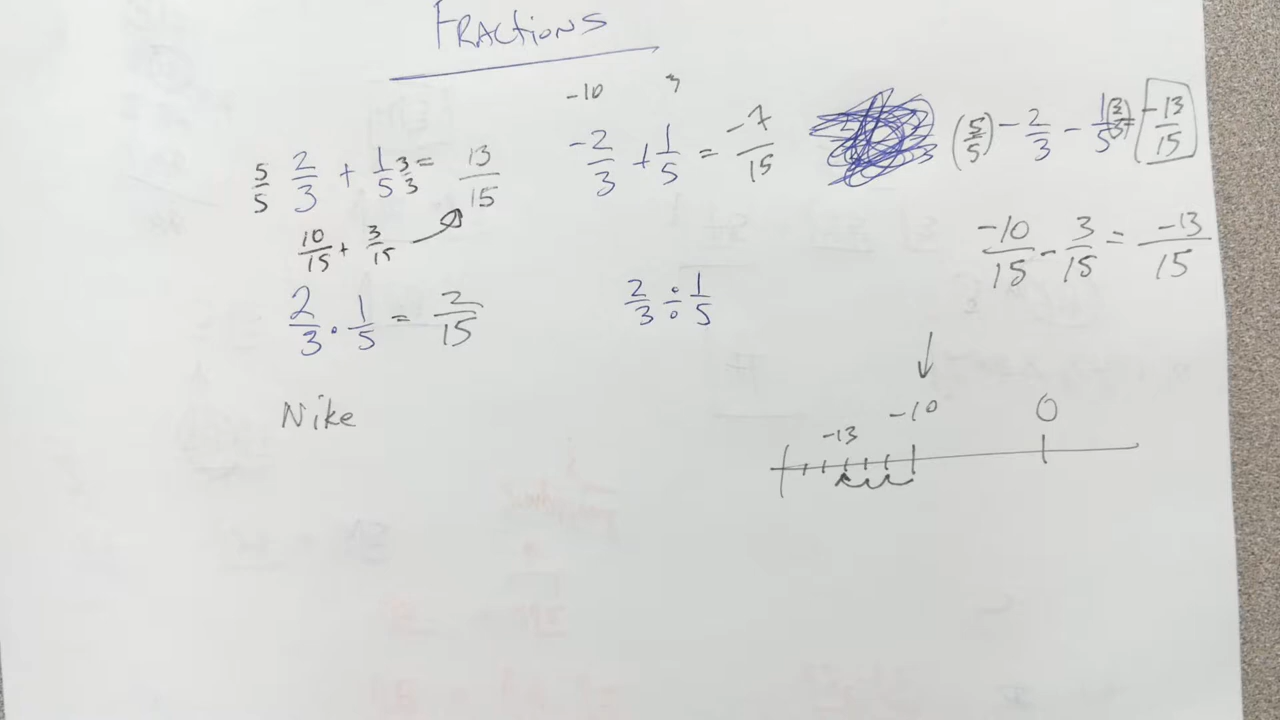 FRACTIONS
5/5 2/3 + 1/5 3/3 = 13/15
10/15 + 3/15
-10 3
-2/3 + 1/5 = -7/15
(5/5) -2/3 - 1/5 (3/3) = -13/15
-10/15 - 3/15 = -13/15
2/3 · 1/5 = 2/15
2/3 ÷ 1/5
Nike
-13 -10 0